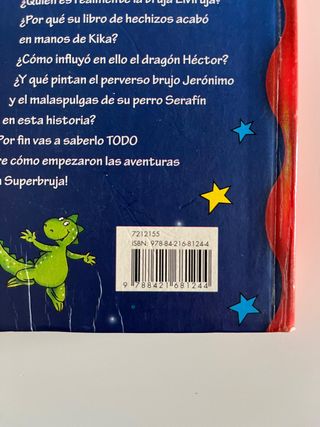 ¿Quién es realmente la bruja Elviruja?
¿Por qué su libro de hechizos acabó
en manos de Kika?
¿Cómo influyó en ello el dragón Héctor?
¿Y qué pintan el perverso brujo Jerónimo
y el malaspulgas de su perro Serafín
en esta historia?
Por fin vas a saberlo TODO
re cómo empezaron las aventuras
a Superbruja!
7212155
ISBN: 978-84-216-8124-4
9 788421 681244